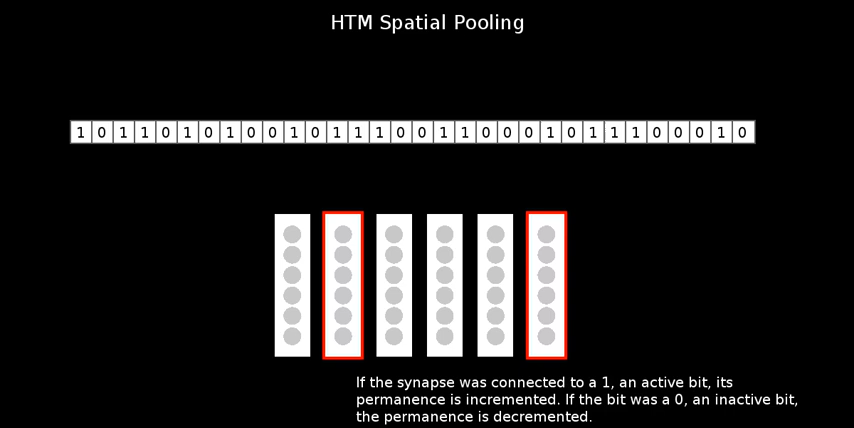 HTM Spatial Pooling
1 0 1 1 0 1 0 1 0 0 1 0 1 1 1 0 0 1 1 0 0 0 1 0 1 1 1 0 0 0 1 0
If the synapse was connected to a 1, an active bit, its
permanence is incremented. If the bit was a 0, an inactive bit,
the permanence is decremented.